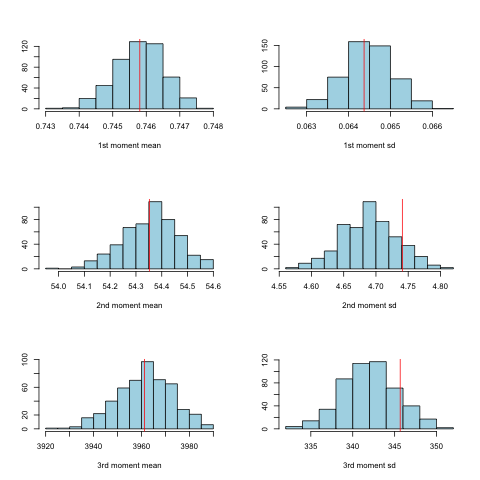 0 40 80 120
0.743 0.744 0.745 0.746 0.747 0.748
1st moment mean
0 50 100 150
0.063 0.064 0.065 0.066
1st moment sd
0 40 80
54.0 54.1 54.2 54.3 54.4 54.5 54.6
2nd moment mean
0 40 80
4.55 4.60 4.65 4.70 4.75 4.80
2nd moment sd
0 20 60 100
3920 3940 3960 3980
3rd moment mean
0 40 80 120
335 340 345 350
3rd moment sd